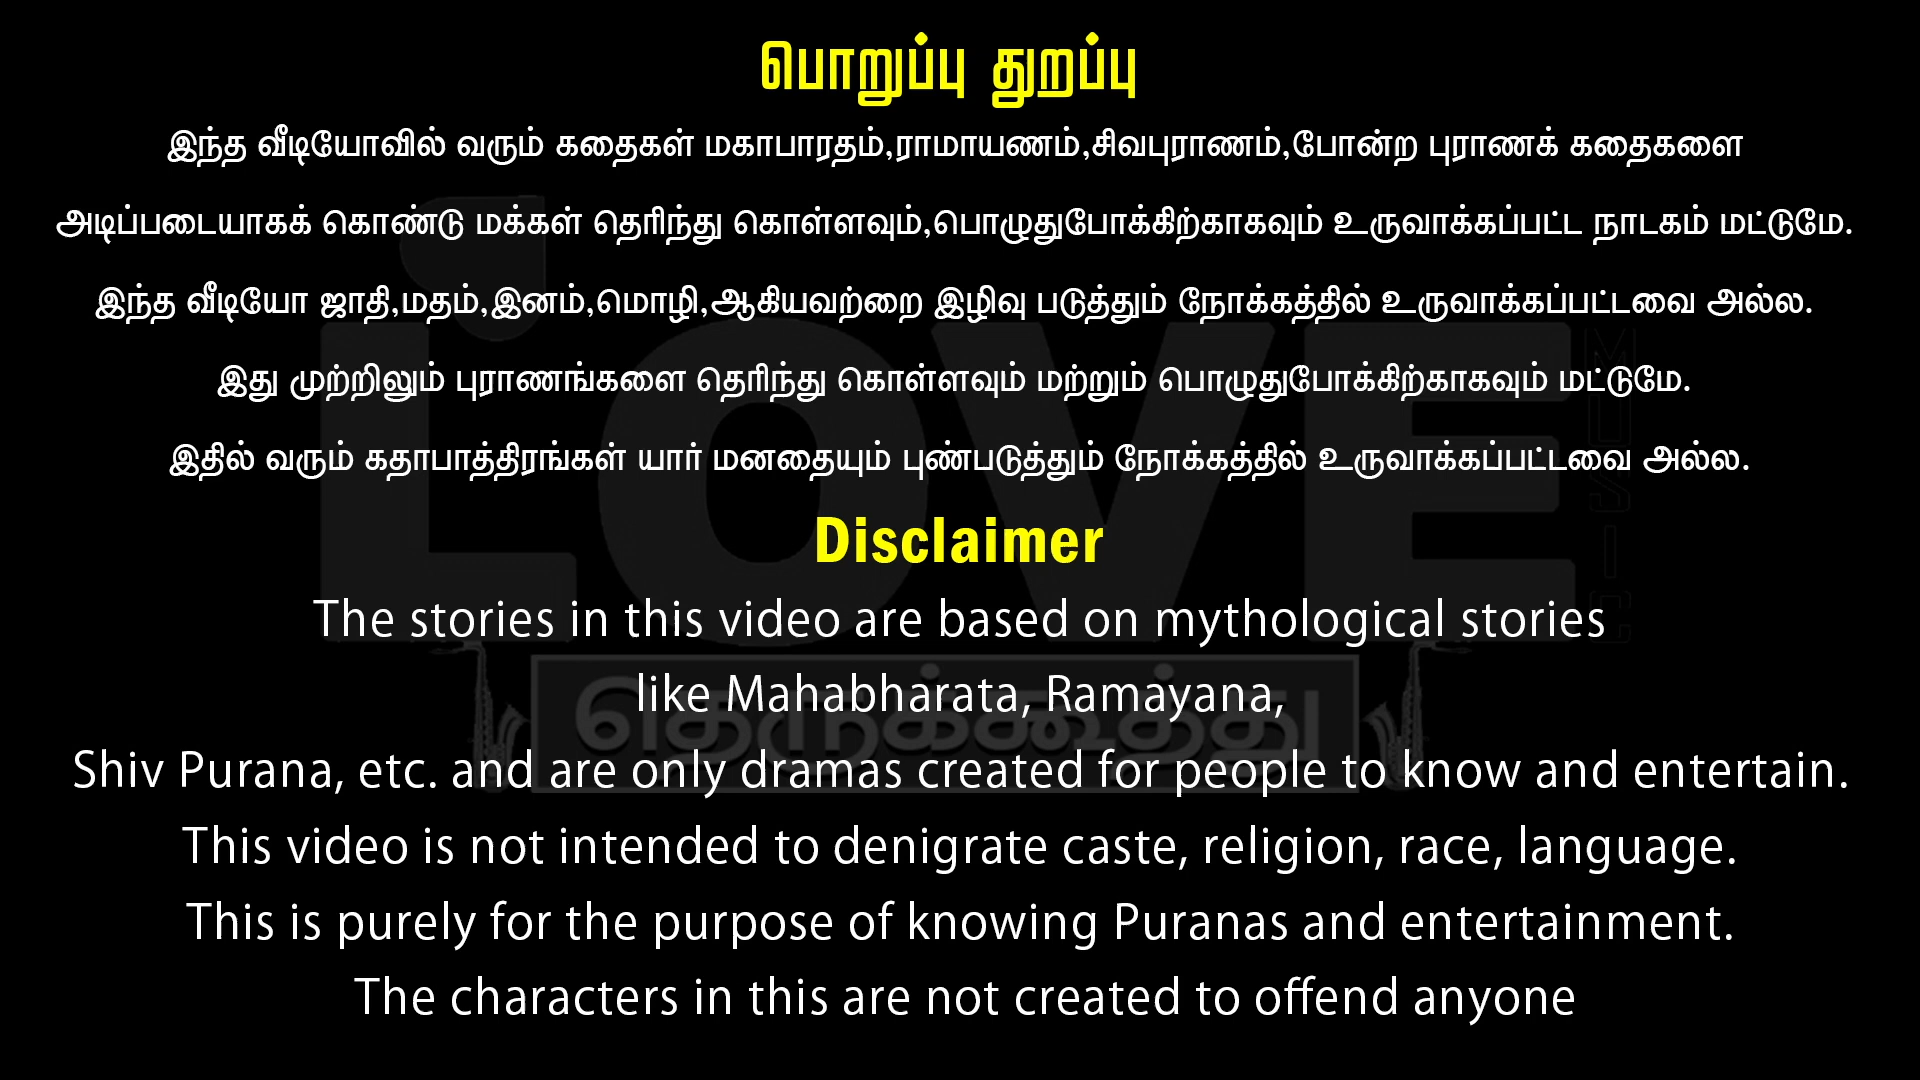 பொறுப்பு துறப்பு
இந்த வீடியோவில் வரும் கதைகள் மகாபாரதம்,ராமாயணம்,சிவபுராணம்,போன்ற புராணக் கதைகளை
அடிப்படையாகக் கொண்டு மக்கள் தெரிந்து கொள்ளவும்,பொழுதுபோக்கிற்காகவும் உருவாக்கப்பட்ட நாடகம் மட்டுமே.
இந்த வீடியோ ஜாதி,மதம்,இனம்,மொழி,ஆகியவற்றை இழிவு படுத்தும் நோக்கத்தில் உருவாக்கப்பட்டவை அல்ல.
இது முற்றிலும் புராணங்களை தெரிந்து கொள்ளவும் மற்றும் பொழுதுபோக்கிற்காகவும் மட்டுமே.
இதில் வரும் கதாபாத்திரங்கள் யார் மனதையும் புண்படுத்தும் நோக்கத்தில் உருவாக்கப்பட்டவை அல்ல.
LOVE
MUSIC
Disclaimer
The stories in this video are based on mythological stories
like Mahabharata, Ramayana,
தெருக்கூத்து
Shiv Purana, etc. and are only dramas created for people to know and entertain.
This video is not intended to denigrate caste, religion, race, language.
This is purely for the purpose of knowing Puranas and entertainment.
The characters in this are not created to offend anyone